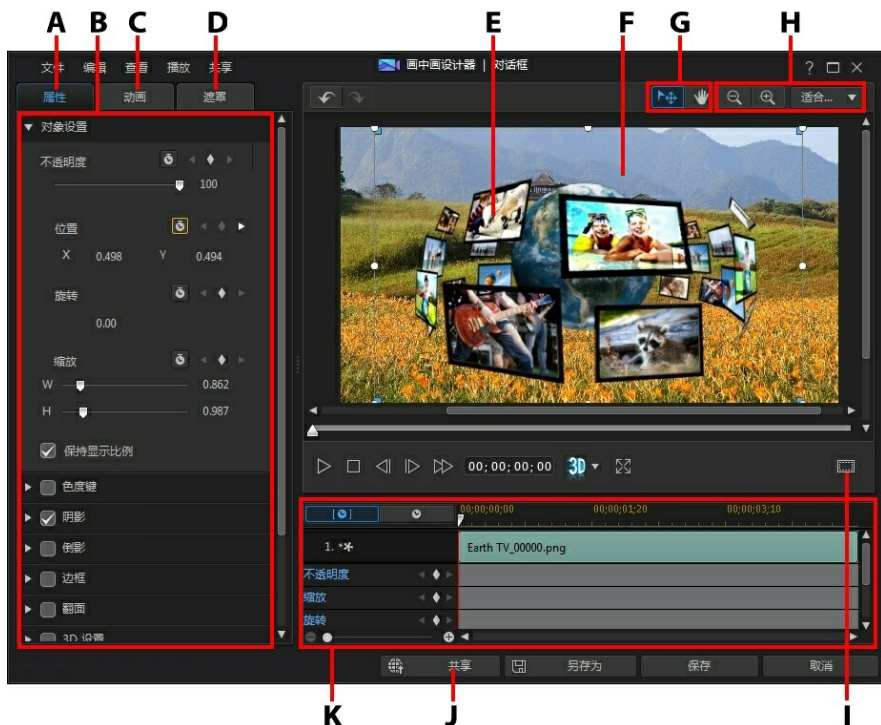 A B C D E F G H
文件 编辑 查看 播放 共享
画中画设计器 | 对话框
属性 动画 遮罩
适合...
对象设置
不透明度
100
位置
X 0.498 Y 0.494
旋转
0.00
缩放
W 0.862
H 0.987
保持显示比例
色度键
阴影
倒影
边框
翻面
3D 设置
00;00;00;00 3D
00;00;00;00 00;00;01;20 00;00;03;10
1. **
Earth TV_00000.png
不透明度
缩放
旋转
共享 另存为 保存 取消
K J I